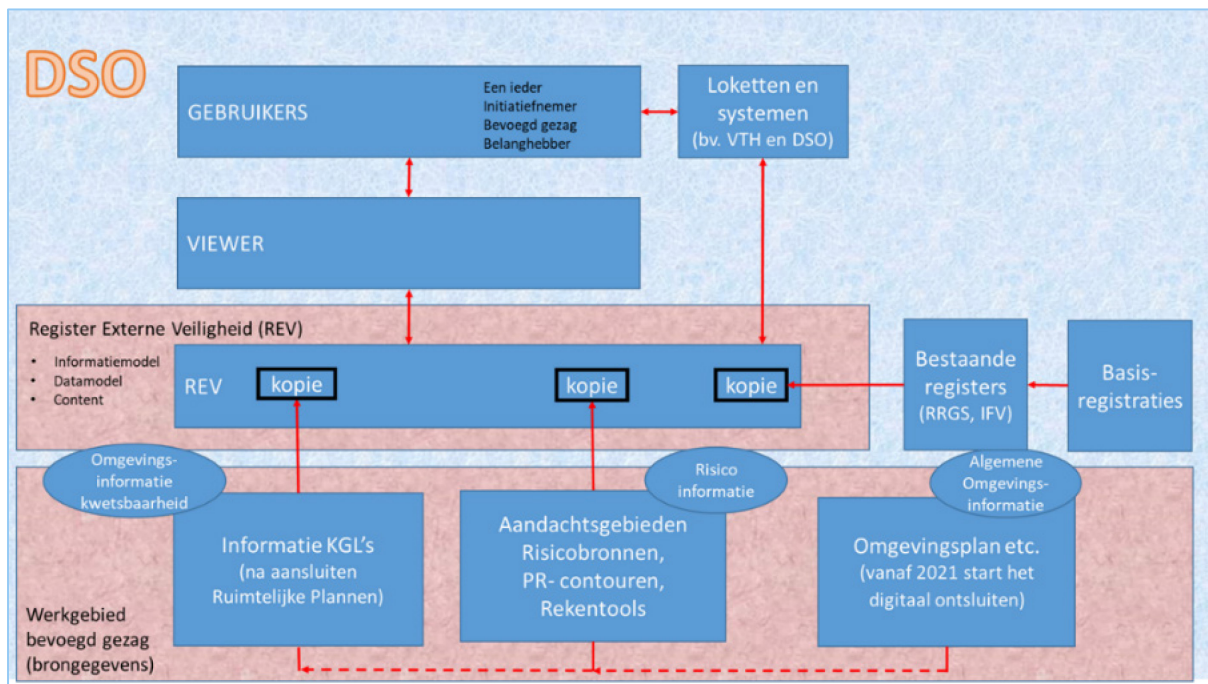 DSO
GEBRUIKERS
Een ieder
Initiatiefnemer
Bevoegd gezag
Belanghebber
Loketten en
systemen
(bv. VTH en DSO)
VIEWER
Register Externe Veiligheid (REV)
• Informatiemodel
• Datamodel
• Content
REV
kopie
kopie
kopie
Bestaande
registers
(RRGS, IFV)
Basis-
registraties
Omgevings-
informatie
kwetsbaarheid
Risico
informatie
Algemene
Omgevings-
informatie
Informatie KGL's
(na aansluiten
Ruimtelijke Plannen)
Aandachtsgebieden
Risicobronnen,
PR- contouren,
Rekentools
Omgevingsplan etc.
(vanaf 2021 start het
digitaal ontsluiten)
Werkgebied
bevoegd gezag
(brongegevens)